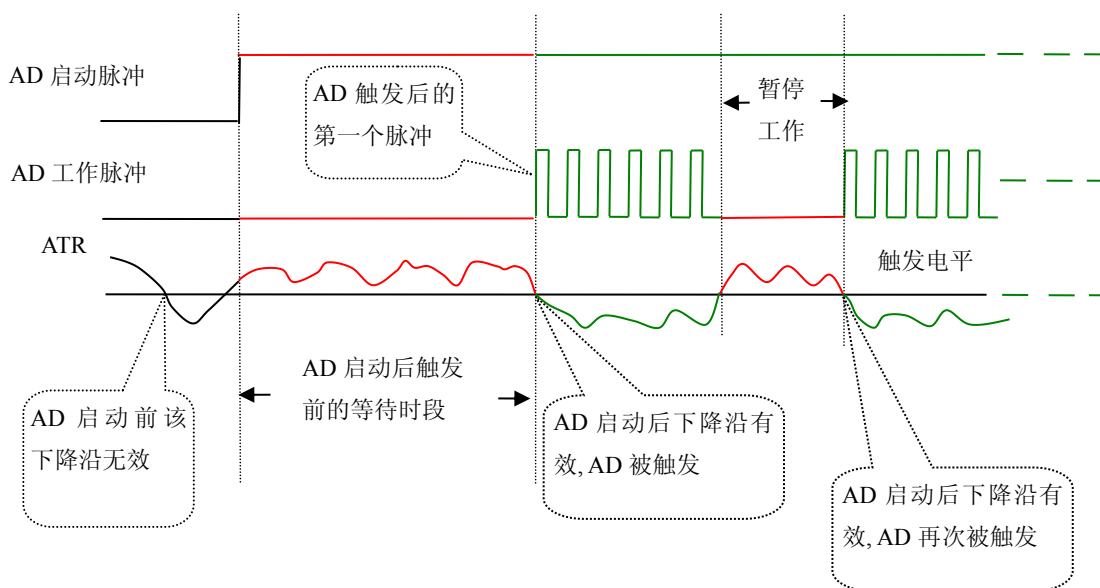 AD 启动脉冲
AD 触发后的
第一个脉冲
暂停
工作
AD 工作脉冲
ATR
触发电平
AD 启动后触发
前的等待时段
AD 启动前该
下降沿无效
AD 启动后下降沿有
效, AD 被触发
AD 启动后下降沿有
效, AD 再次被触发